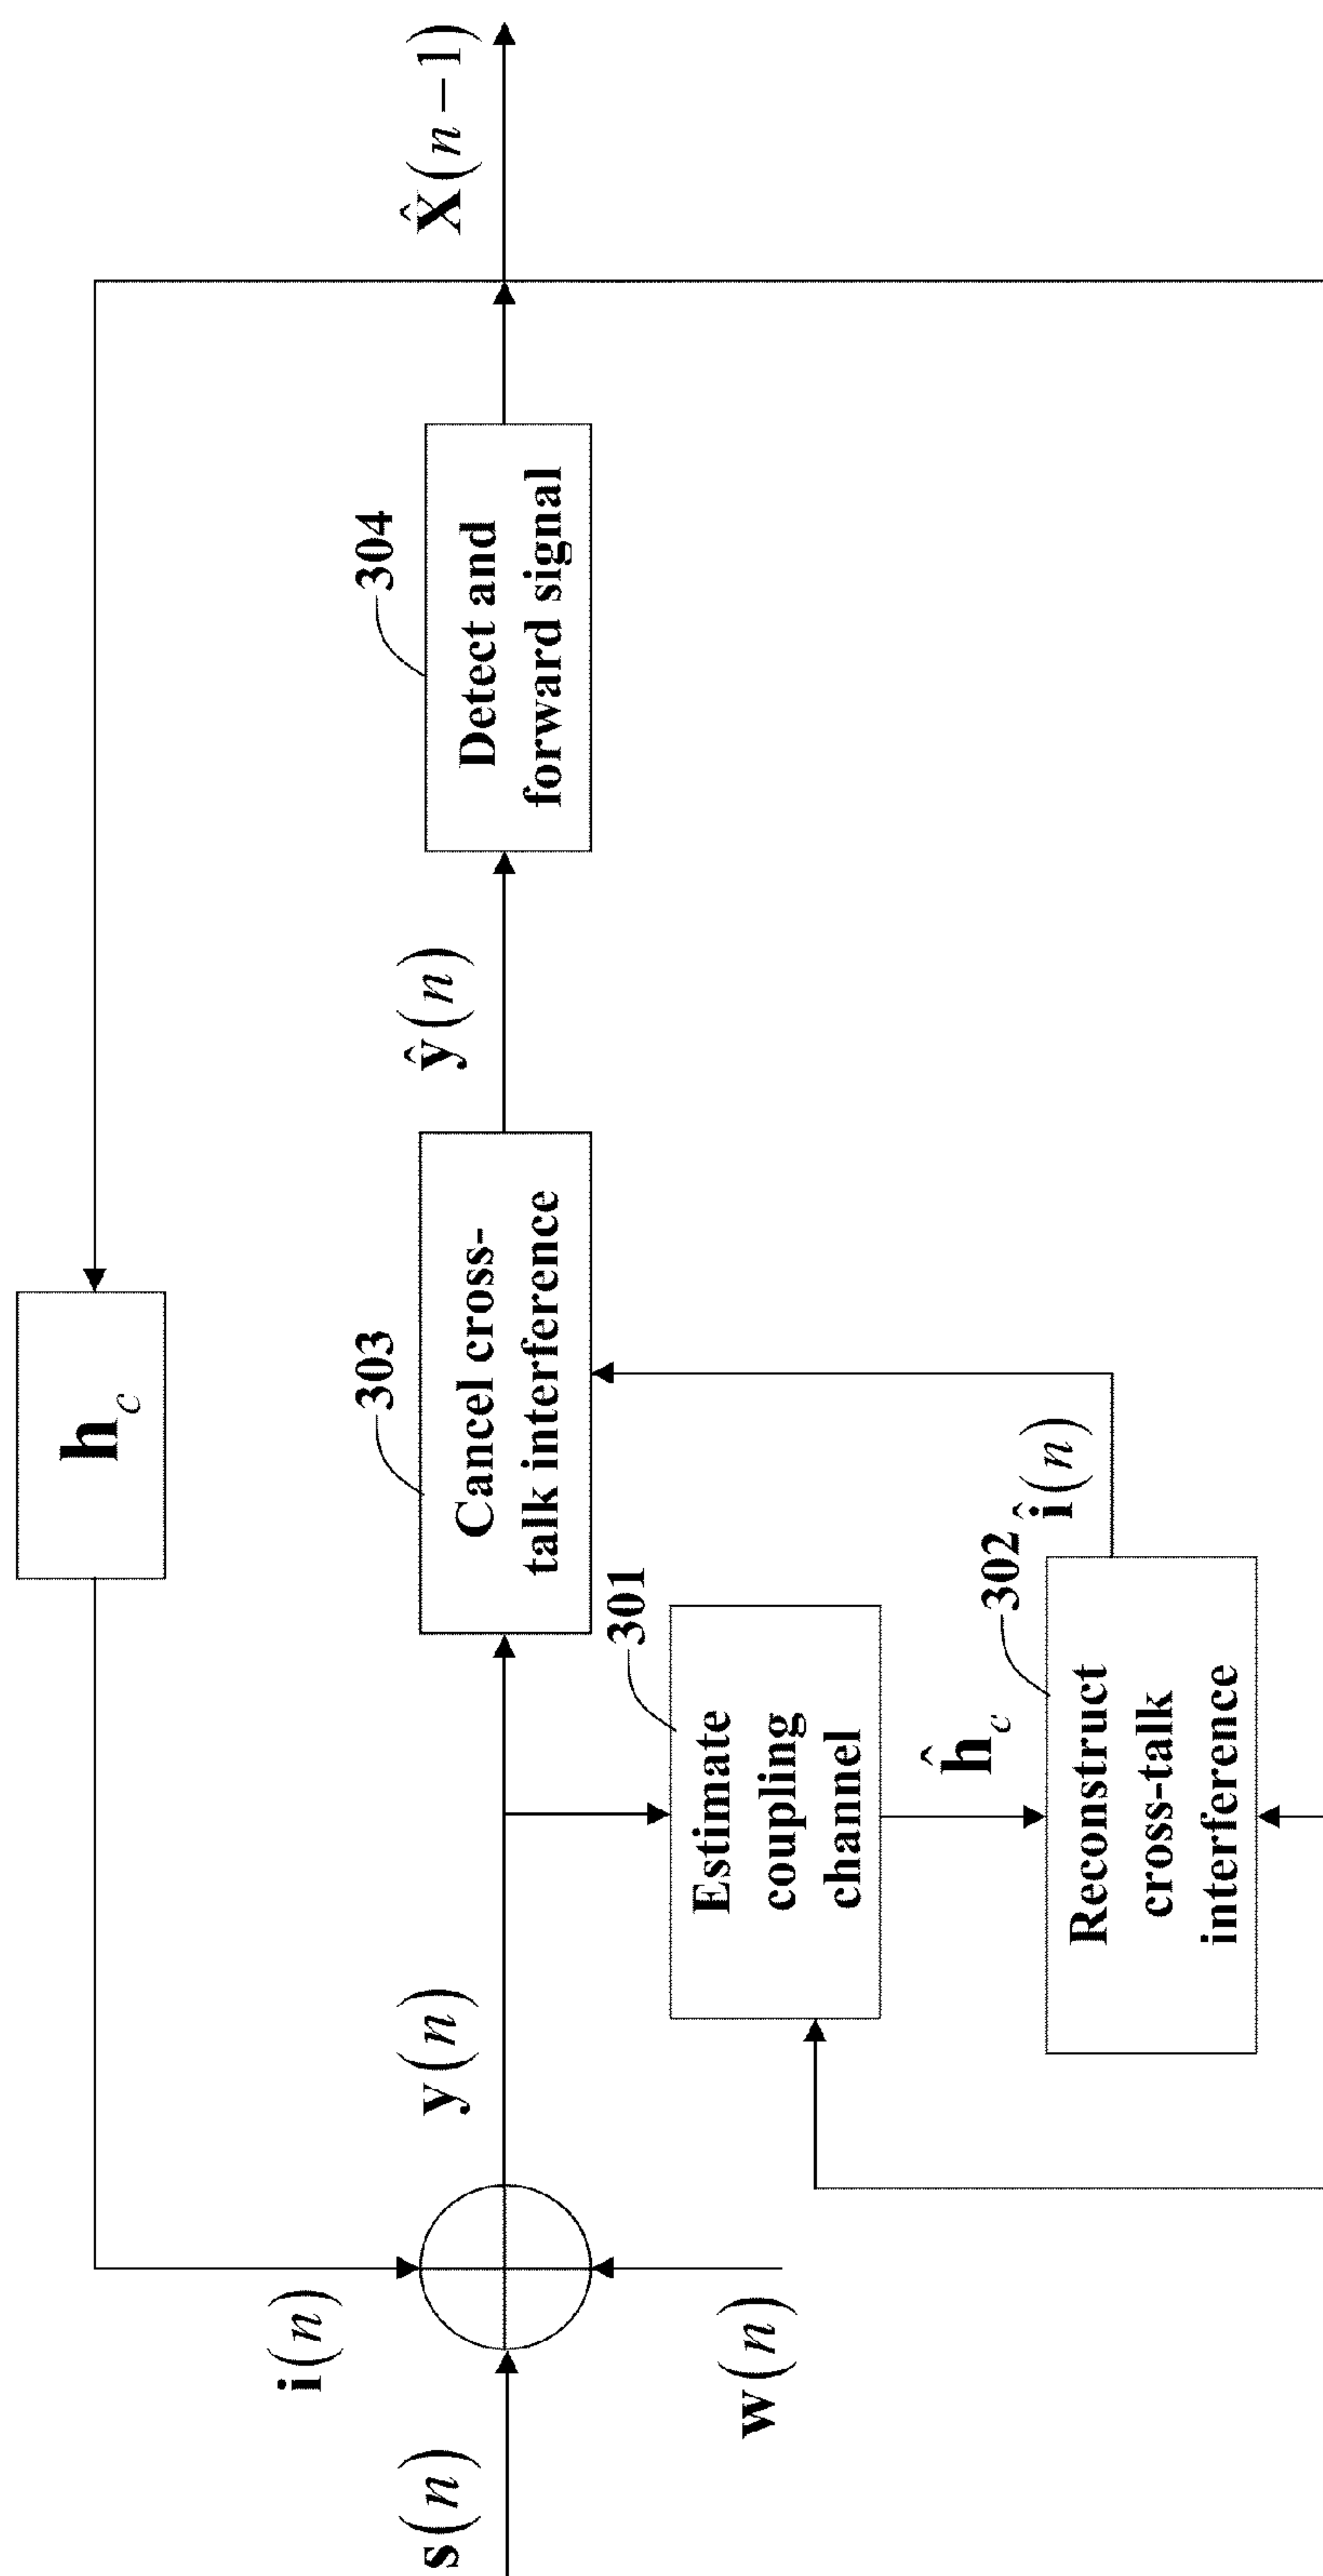 h_c
i(n)
s(n)
y(n)
303
Cancel cross-
talk interference
ŷ(n)
304
Detect and
forward signal
X̂(n−1)
w(n)
301
Estimate
coupling
channel
ĥ_c
302
Reconstruct
cross-talk
interference
î(n)